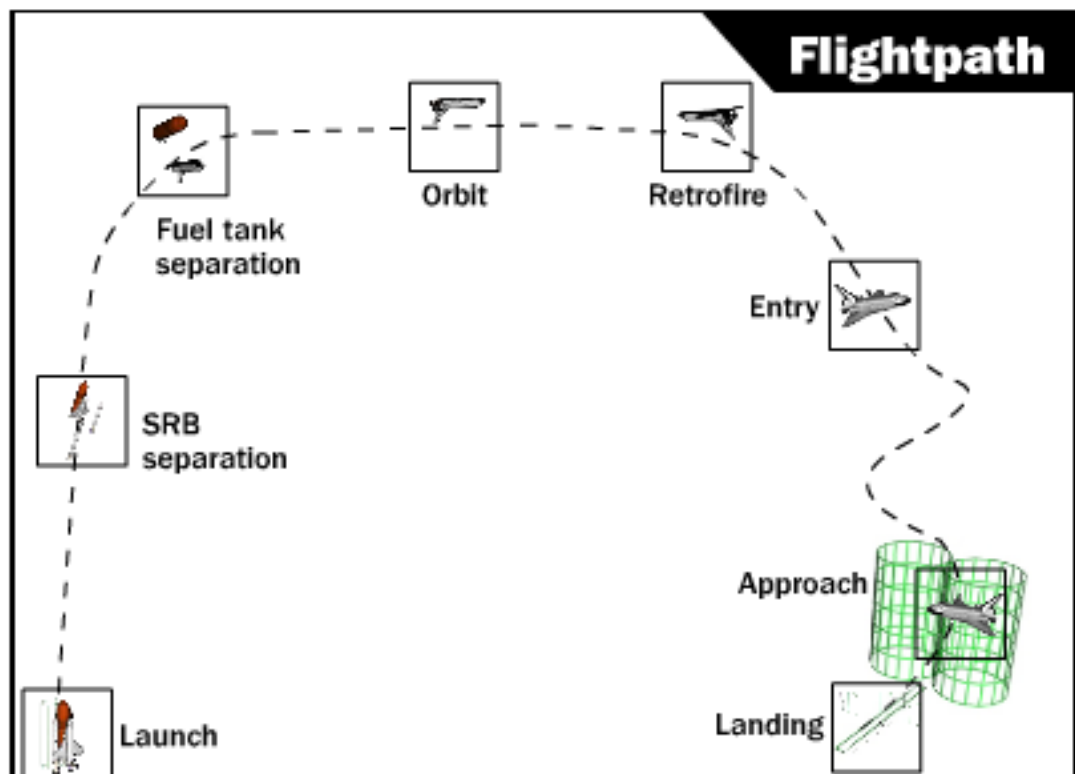 Flightpath
Orbit
Retrofire
Fuel tank
separation
Entry
SRB
separation
Approach
Landing
Launch